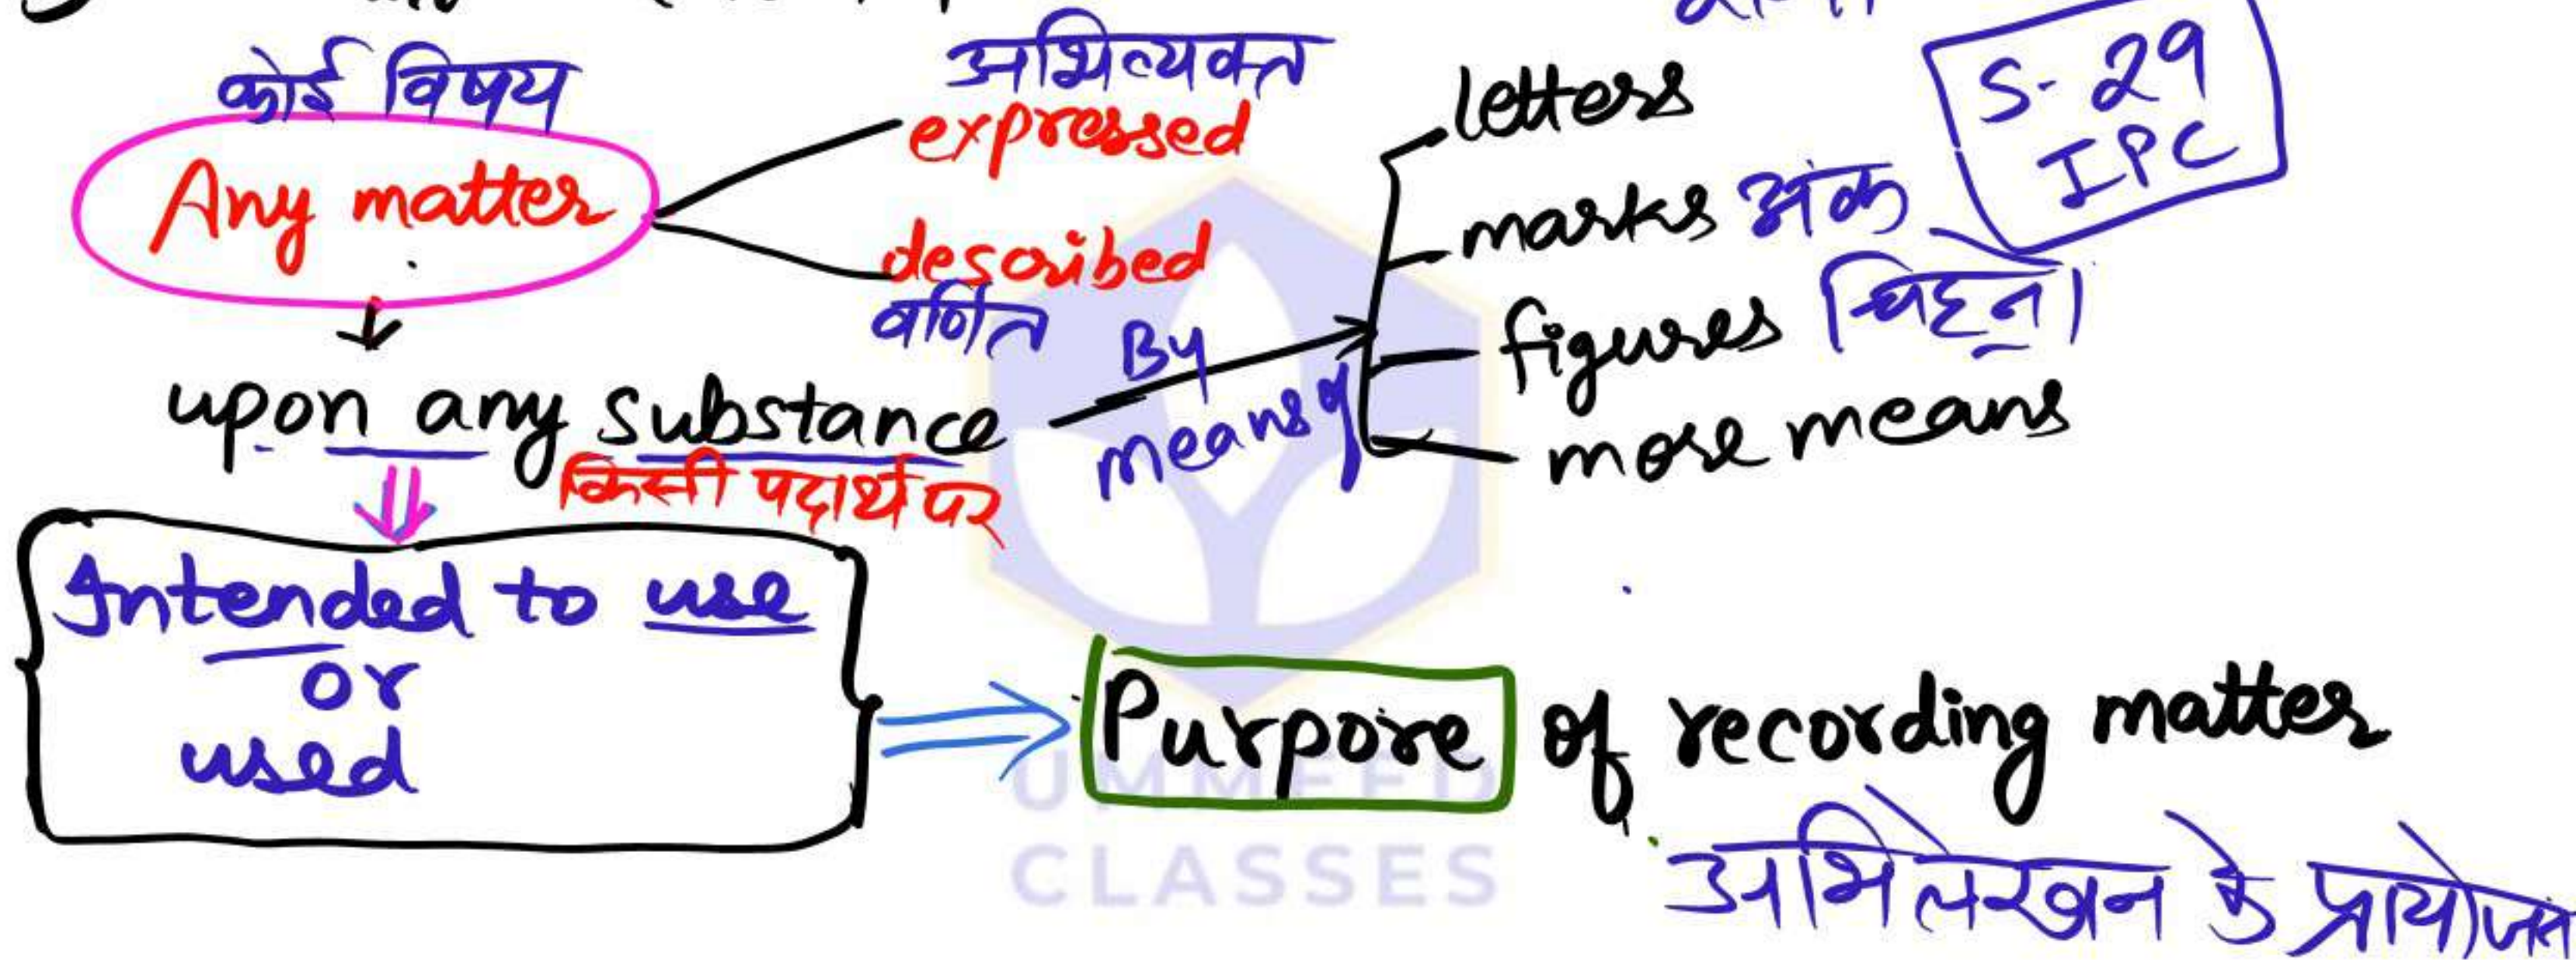 कोई विषय
अभिव्यक्त
Any matter
expressed
described
वर्णित
letters
marks अंक
figures चिह्न।
more means
S-29
IPC
upon any substance
किसी पदार्थ पर
By
means of
Intended to use
or
used
Purpose of recording matter
अभिलेखन के प्रायोजन
UMMEED
CLASSES